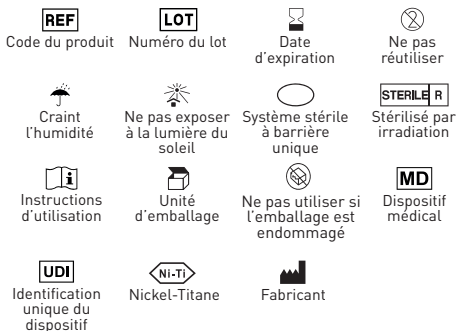 REF
LOT
Code du produit
Numéro du lot
Date
d'expiration
Ne pas
réutiliser
2
STERILE R
Craint
l'humidité
Ne pas exposer
à la lumière du
soleil
Système stérile
à barrière
unique
Stérilisé par
irradiation
i
MD
Instructions
d'utilisation
Unité
d'emballage
Ne pas utiliser si
l'emballage est
endommagé
Dispositif
médical
UDI
Ni-Ti
Identification
unique du
dispositif
Nickel-Titane
Fabricant